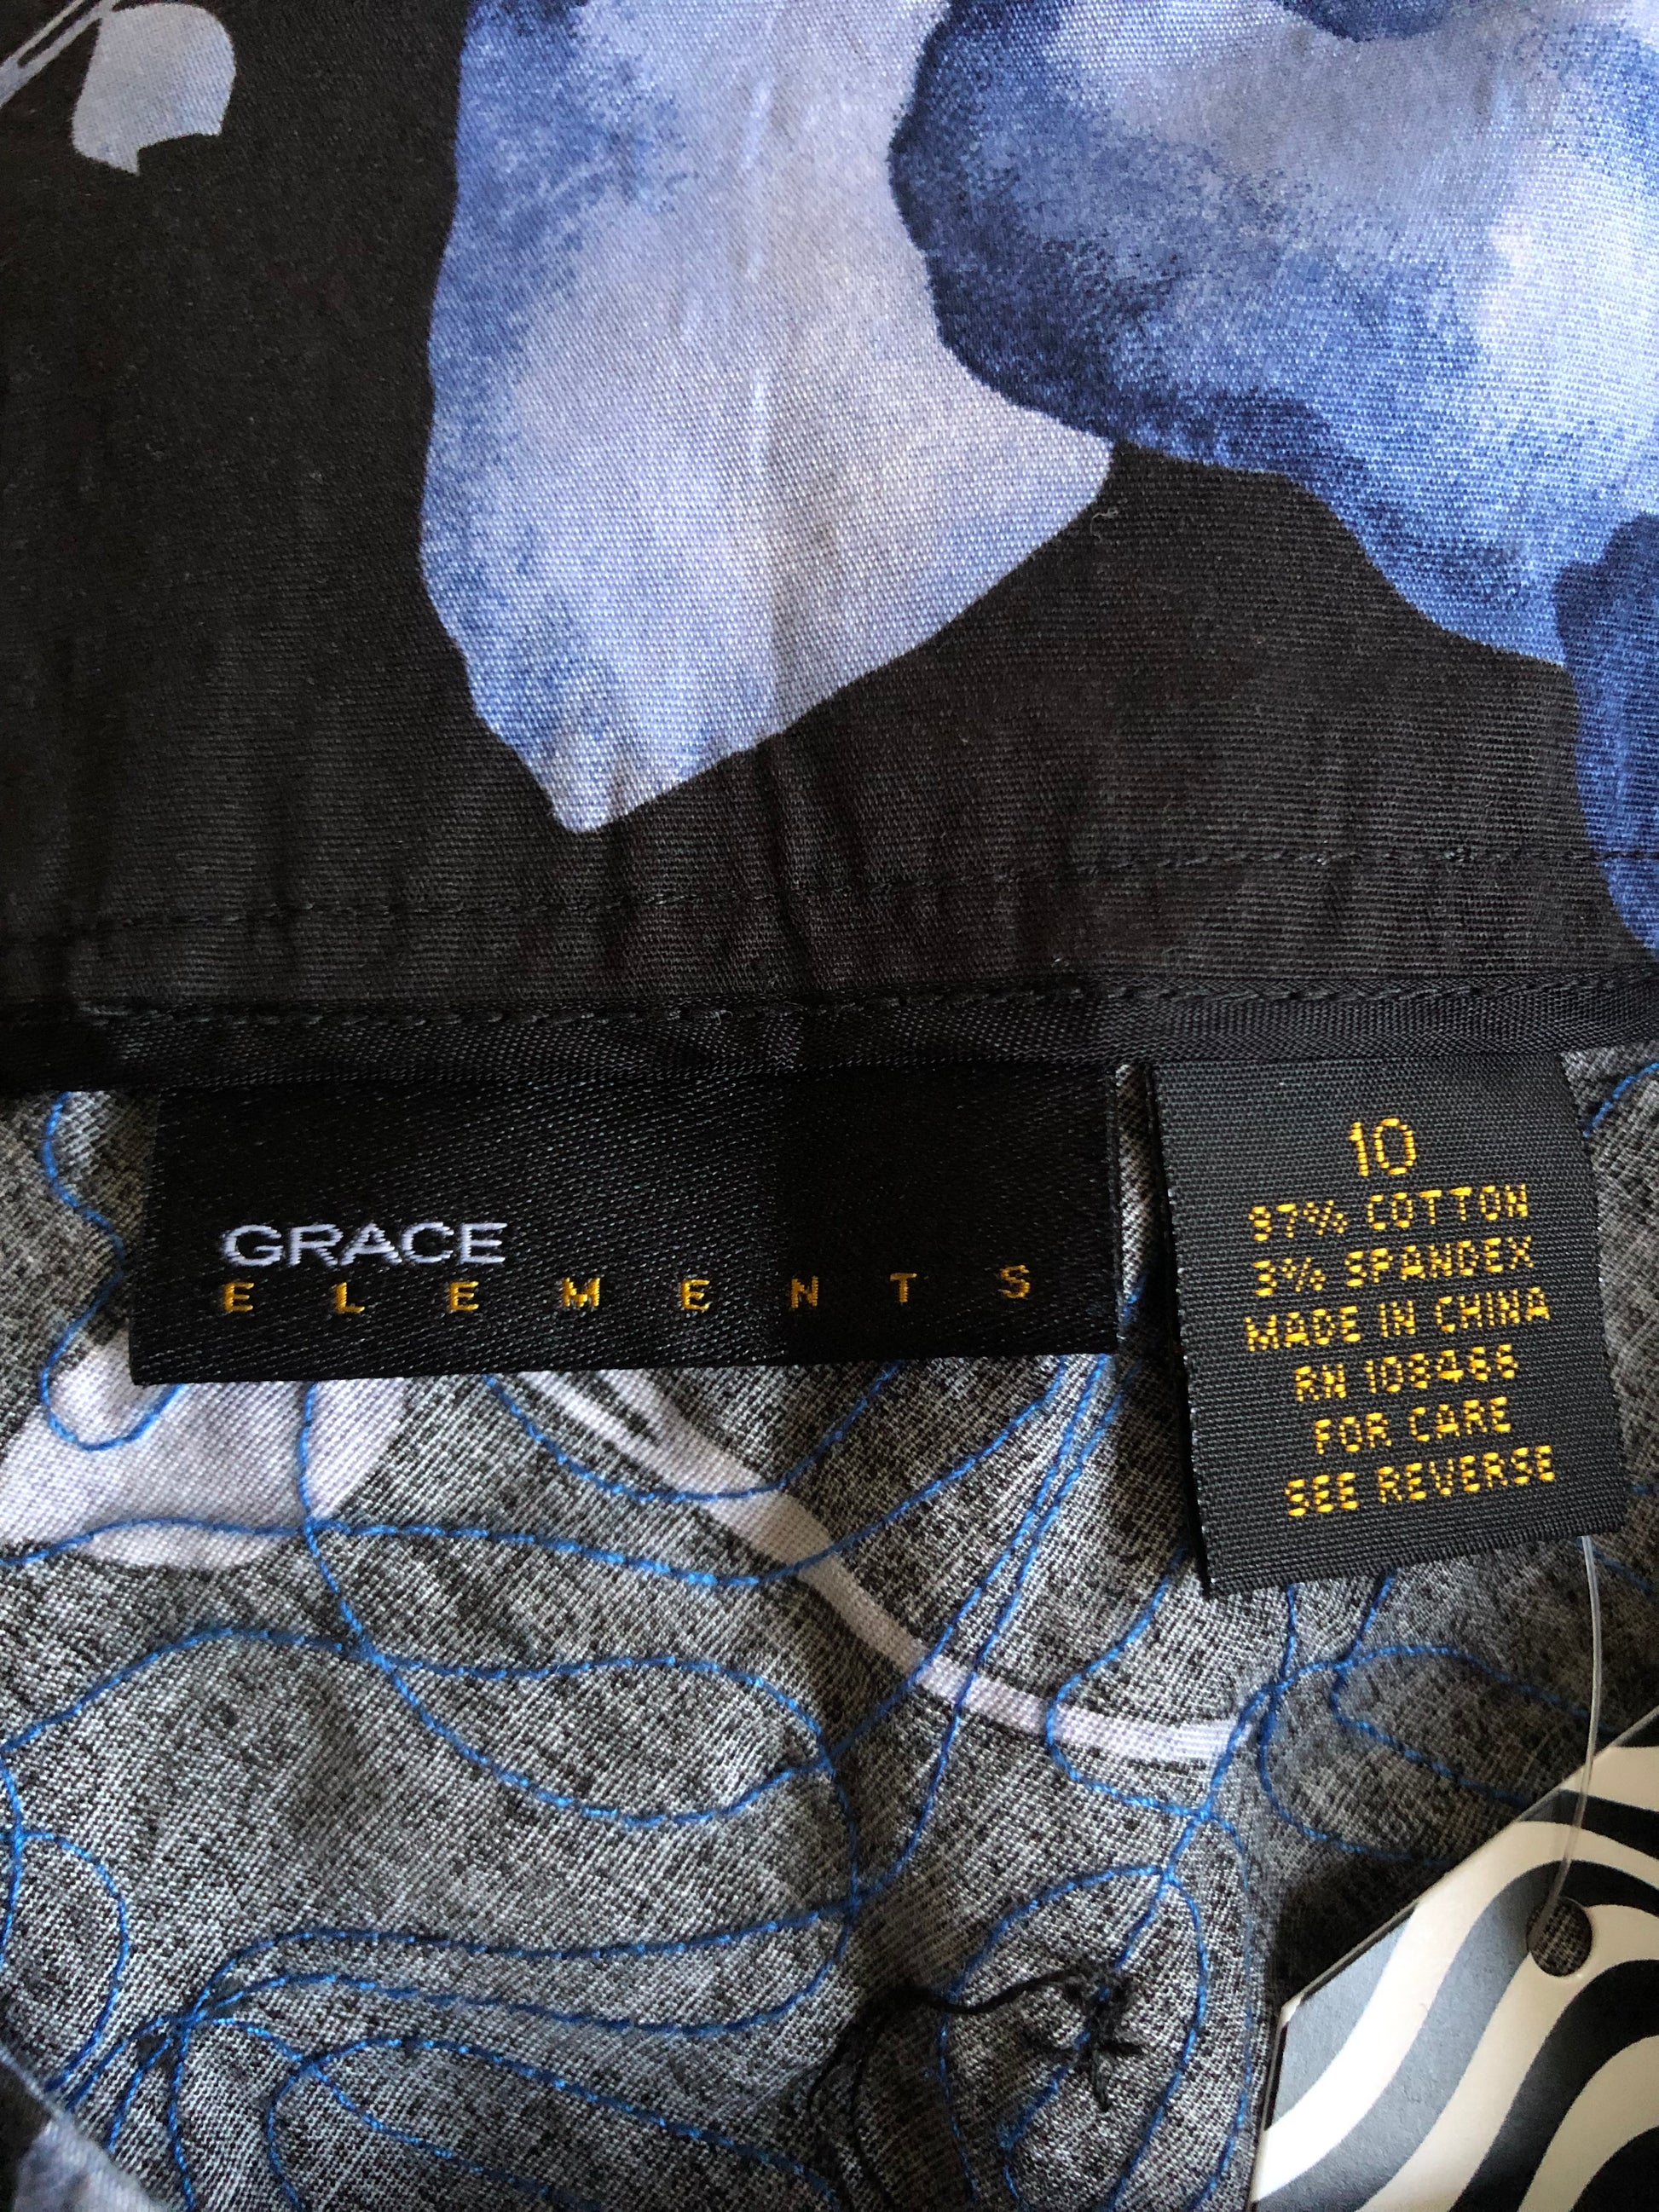 GRACE
ELEMENTS
10
97% COTTON
3% SPANDEX
MADE IN CHINA
RN 108466
FOR CARE
SEE REVERSE